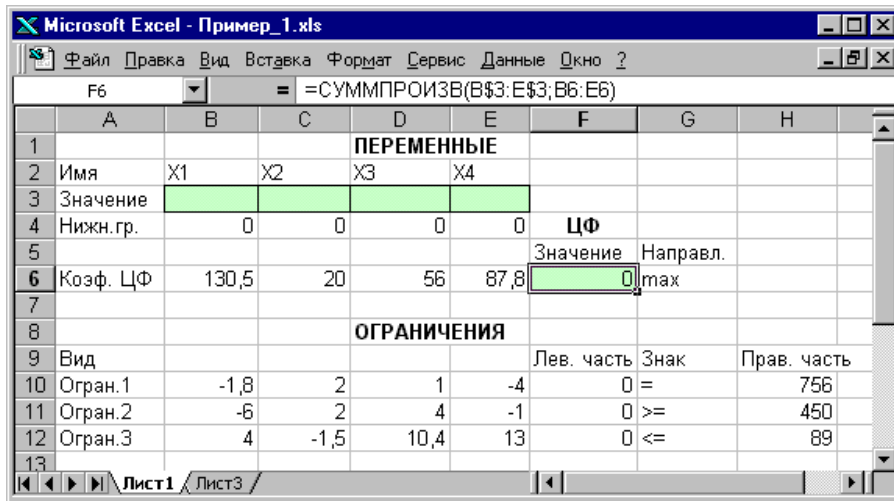 Microsoft Excel - Пример_1.xls
Файл Правка Вид Вставка Формат Сервис Данные Окно ?
F6 = =СУММПРОИЗВ(B$3:E$3;B6:E6)
A B C D E F G H
1 ПЕРЕМЕННЫЕ
2 Имя X1 X2 X3 X4
3 Значение
4 Нижн.гр. 0 0 0 0 ЦФ
5 Значение Направл.
6 Коэф. ЦФ 130,5 20 56 87,8 0 max
7
8 ОГРАНИЧЕНИЯ
9 Вид Лев. часть Знак Прав. часть
10 Огран.1 -1,8 2 1 -4 0 = 756
11 Огран.2 -6 2 4 -1 0 >= 450
12 Огран.3 4 -1,5 10,4 13 0 <= 89
13
Лист1 Лист3